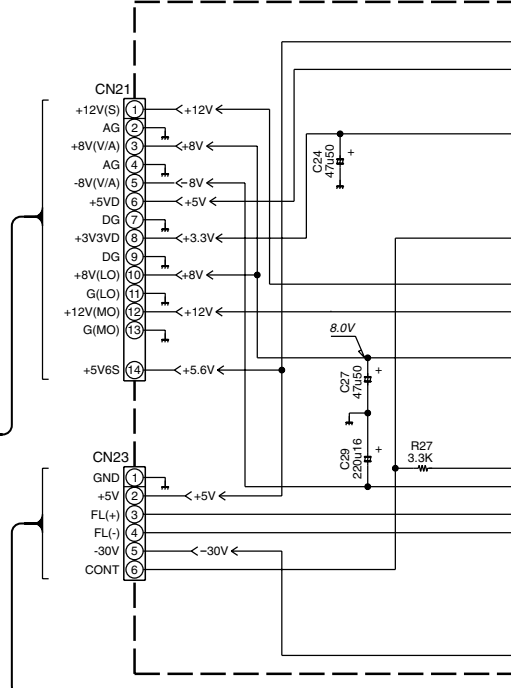 CN21
+12V(S) 1 +12V
AG 2
+8V(V/A) 3 +8V
AG 4
-8V(V/A) 5 -8V
+5VD 6 +5V
DG 7
+3V3VD 8 +3.3V
DG 9
+8V(LO) 10 +8V
G(LO) 11
+12V(MO) 12 +12V
G(MO) 13
+5V6S 14 +5.6V
C24
47u50
+
8.0V
C27
47u50
+
C29
220u16
+
R27
3.3K
CN23
GND 1
+5V 2 +5V
FL(+) 3
FL(-) 4
-30V 5 −30V
CONT 6